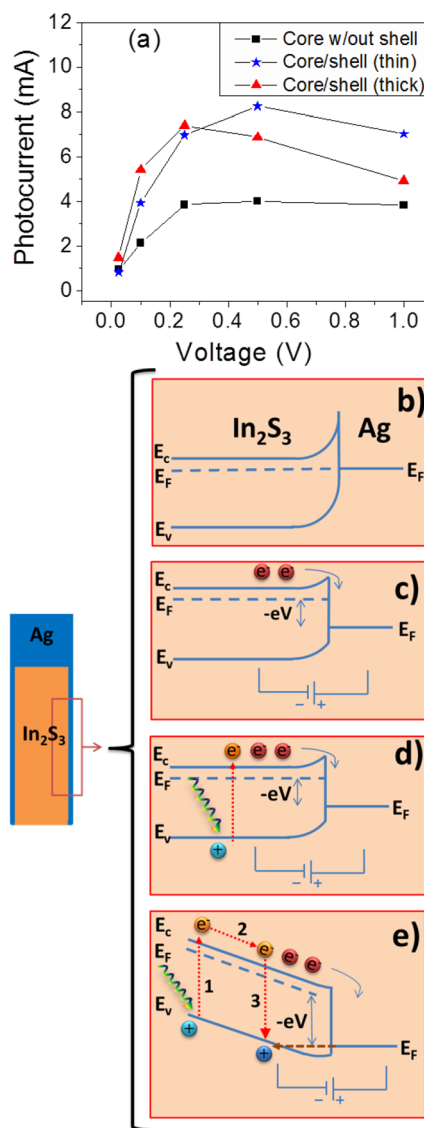 12
10
8
6
4
2
0
Photocurrent (mA)
(a)
Core w/out shell
Core/shell (thin)
Core/shell (thick)
0.0 0.2 0.4 0.6 0.8 1.0
Voltage (V)
b)
In₂S₃ Ag
Ec
EF
EF
Ev
c)
e e
Ec
EF
-eV
Ev
EF
- +
Ag
In₂S₃
d)
e e e
Ec
EF
-eV
Ev
EF
+
- +
e)
e
Ec
2
e e e
EF
1
3
Ev
-eV
+
+
EF
- +